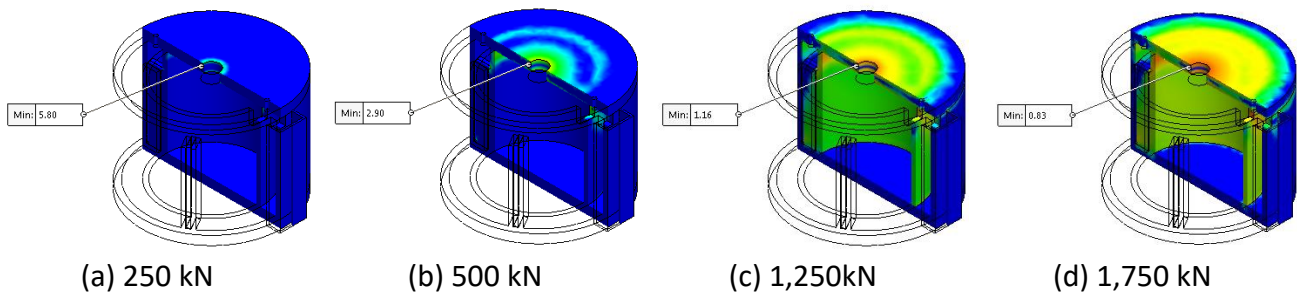 Min: 5.80
Min: 2.90
Min: 1.16
Min: 0.83
(a) 250 kN
(b) 500 kN
(c) 1,250kN
(d) 1,750 kN